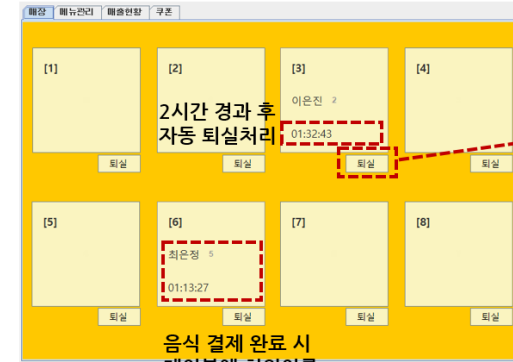 매장 메뉴관리 매출현황 쿠폰
[1] [2] [3] [4]
이은진 2
2시간 경과 후
자동 퇴실처리
01:32:43
퇴실 퇴실 퇴실 퇴실
[5] [6] [7] [8]
최은정 5
01:13:27
퇴실 퇴실 퇴실 퇴실
음식 결제 완료 시